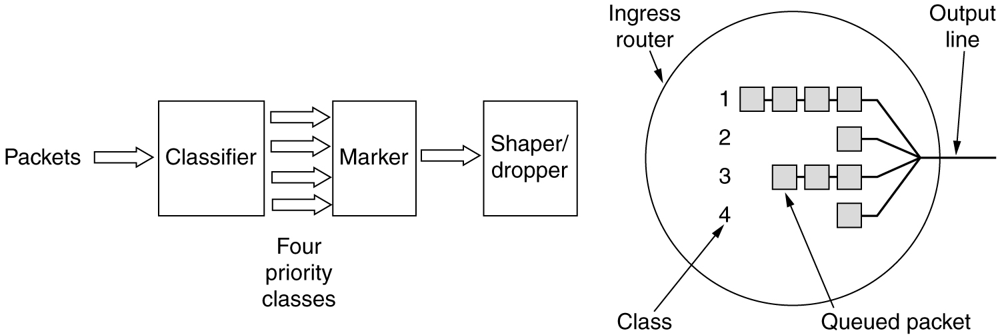 Packets
Classifier
Four
priority
classes
Marker
Shaper/
dropper
Ingress
router
Output
line
1
2
3
4
Class
Queued packet